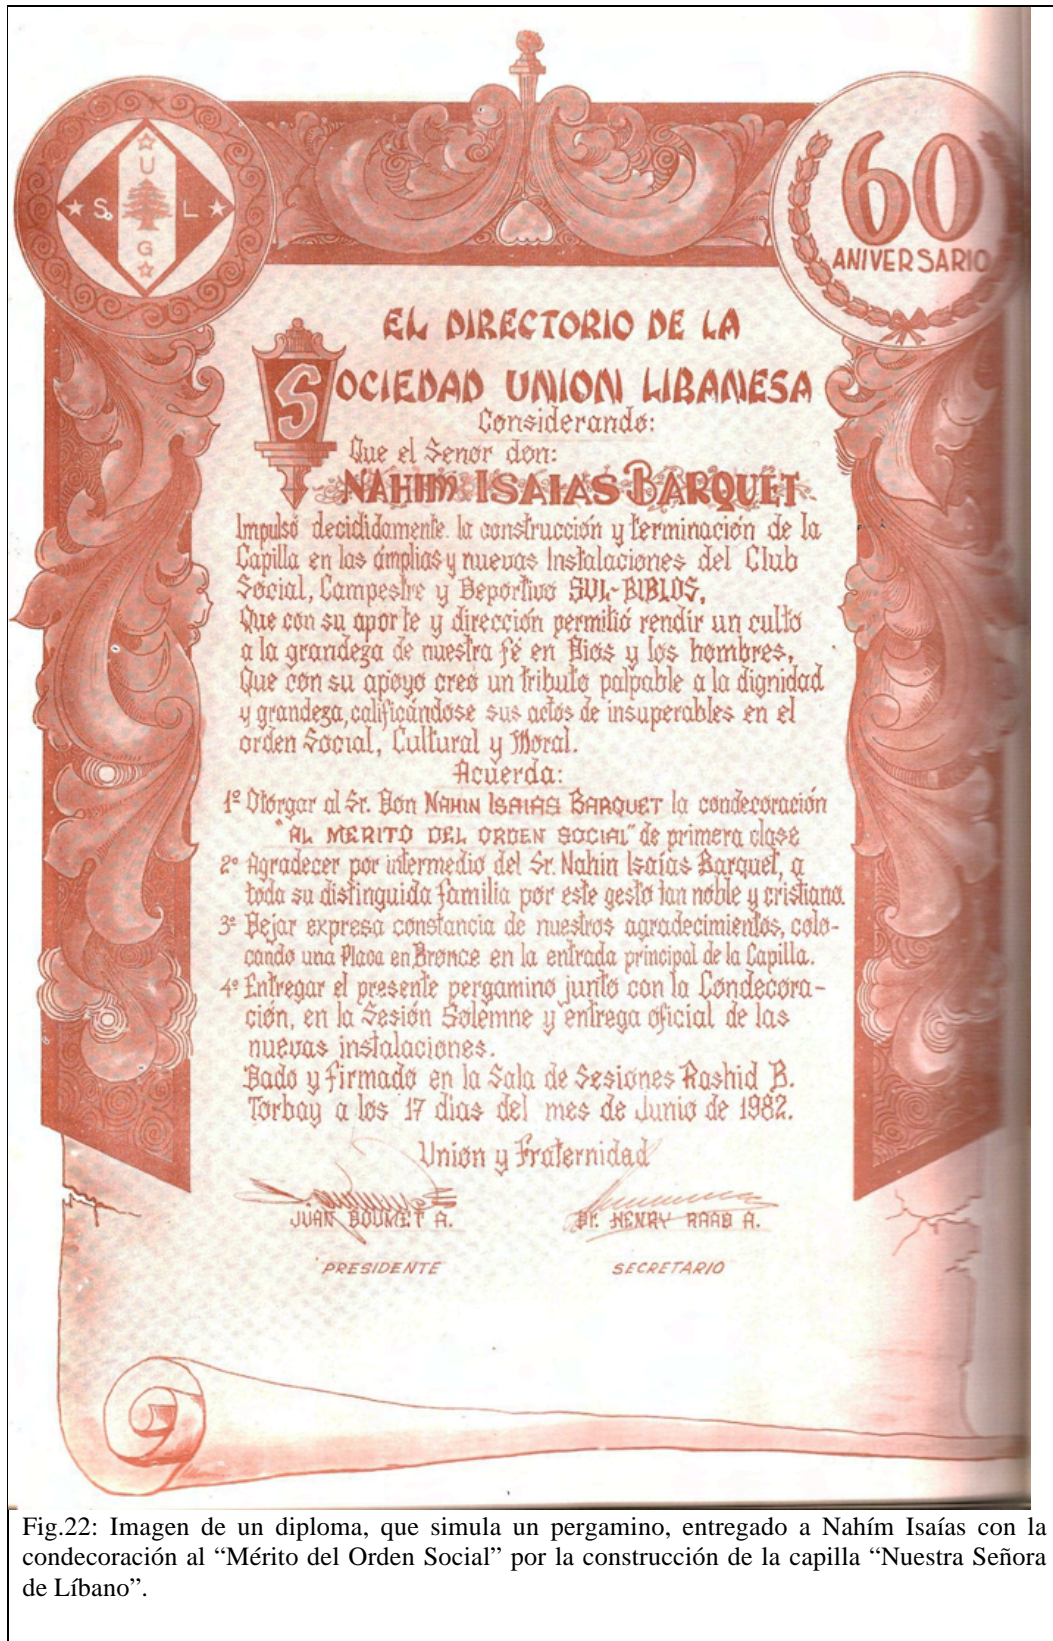 U
S. L
G
60
ANIVERSARIO
EL DIRECTORIO DE LA
SOCIEDAD UNION LIBANESA
Considerando:
Que el Senor don:
NAHIM ISAIAS BARQUET
Impulsó decididamente la construcción y terminación de la
Capilla en las ámplias y nuevas Instalaciones del Club
Social, Campestre y Deportivo SUL-BIBLOS,
Que con su aporte y dirección permitió rendir un culto
a la grandeza de nuestra fé en Dios y los hombres,
Que con su apoyo creó un tributo palpable a la dignidad
y grandeza, calificándose sus actos de insuperables en el
orden Social, Cultural y Moral.
Acuerda:
1º Otorgar al Sr. Don NAHIN ISAIAS BARQUET la condecoración
"AL MERITO DEL ORDEN SOCIAL" de primera clase
2º Agradecer por intermedio del Sr. Nahin Isaías Barquet, a
toda su distinguida familia por este gesto tan noble y cristiano
3º Dejar expresa constancia de nuestros agradecimientos, colo-
cando una Placa en Bronce en la entrada principal de la Capilla.
4º Entregar el presente pergamino junto con la Condecora-
ción, en la Sesión Solemne y entrega oficial de las
nuevas instalaciones.
Dado y firmado en la Sala de Sesiones Rashid B.
Torbay a los 17 dias del mes de Junio de 1982.
Unión y Fraternidad
JUAN DOUMET A.
Dr. HENRY RAAD A.
PRESIDENTE
SECRETARIO
Fig.22: Imagen de un diploma, que simula un pergamino, entregado a Nahím Isaías con la
condecoración al “Mérito del Orden Social” por la construcción de la capilla “Nuestra Señora
de Líbano”.